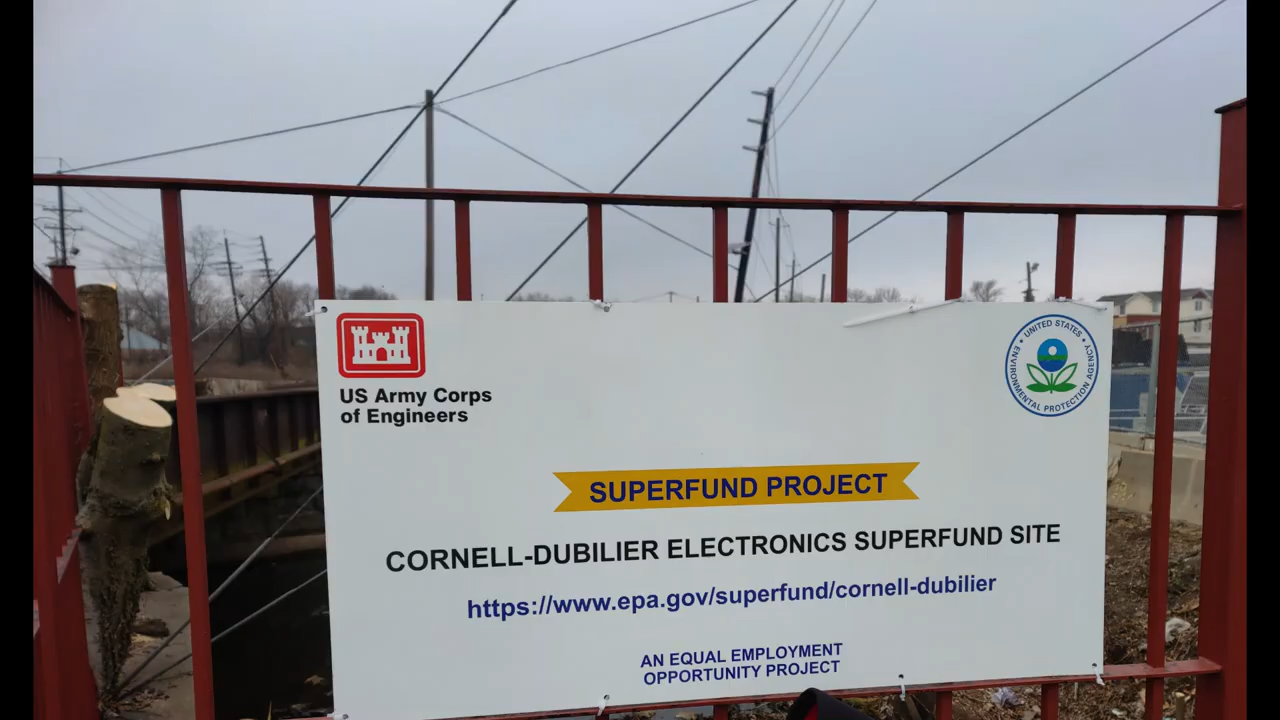 US Army Corps
of Engineers
UNITED STATES
ENVIRONMENTAL PROTECTION AGENCY
SUPERFUND PROJECT
CORNELL-DUBILIER ELECTRONICS SUPERFUND SITE
https://www.epa.gov/superfund/cornell-dubilier
AN EQUAL EMPLOYMENT
OPPORTUNITY PROJECT